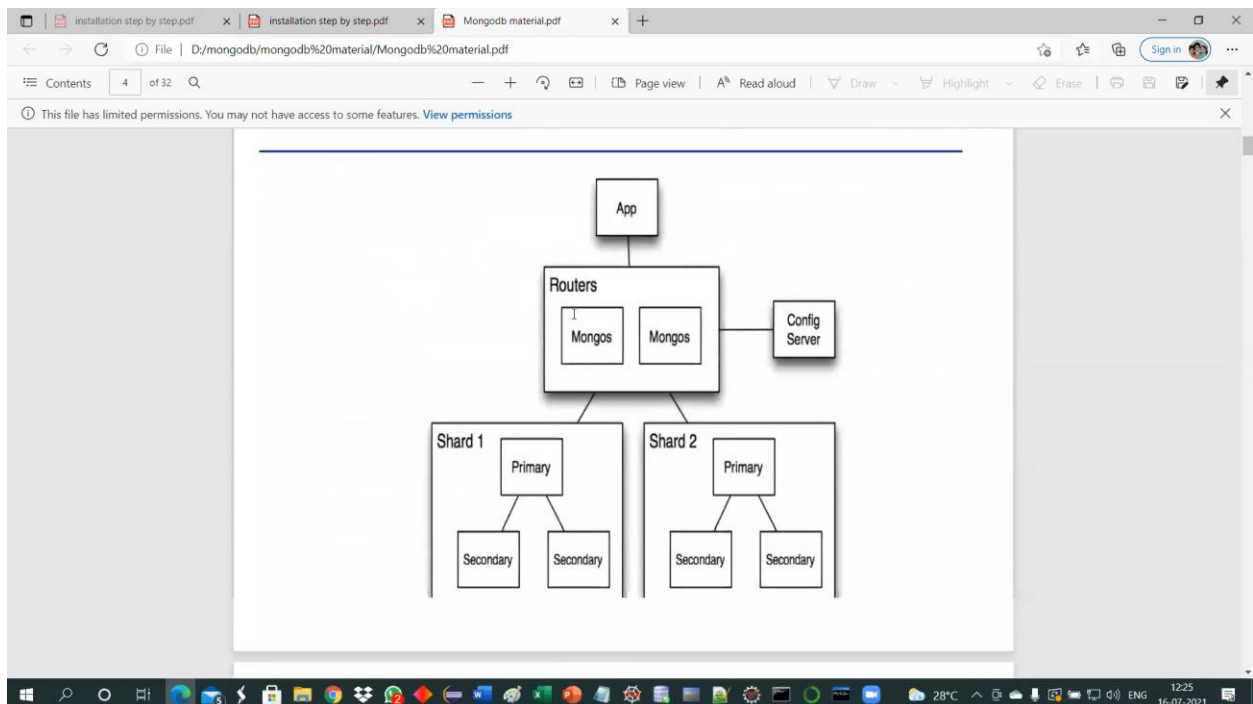 installation step by step.pdf
installation step by step.pdf
Mongodb material.pdf
File | D:/mongodb/mongodb%20material/Mongodb%20material.pdf
Sign in
Contents 4 of 32
Page view
Read aloud
Draw
Highlight
Erase
This file has limited permissions. You may not have access to some features. View permissions
App
Routers
Mongos Mongos
Config
Server
Shard 1
Primary
Secondary Secondary
Shard 2
Primary
Secondary Secondary
28°C
ENG
12:25
16-07-2021